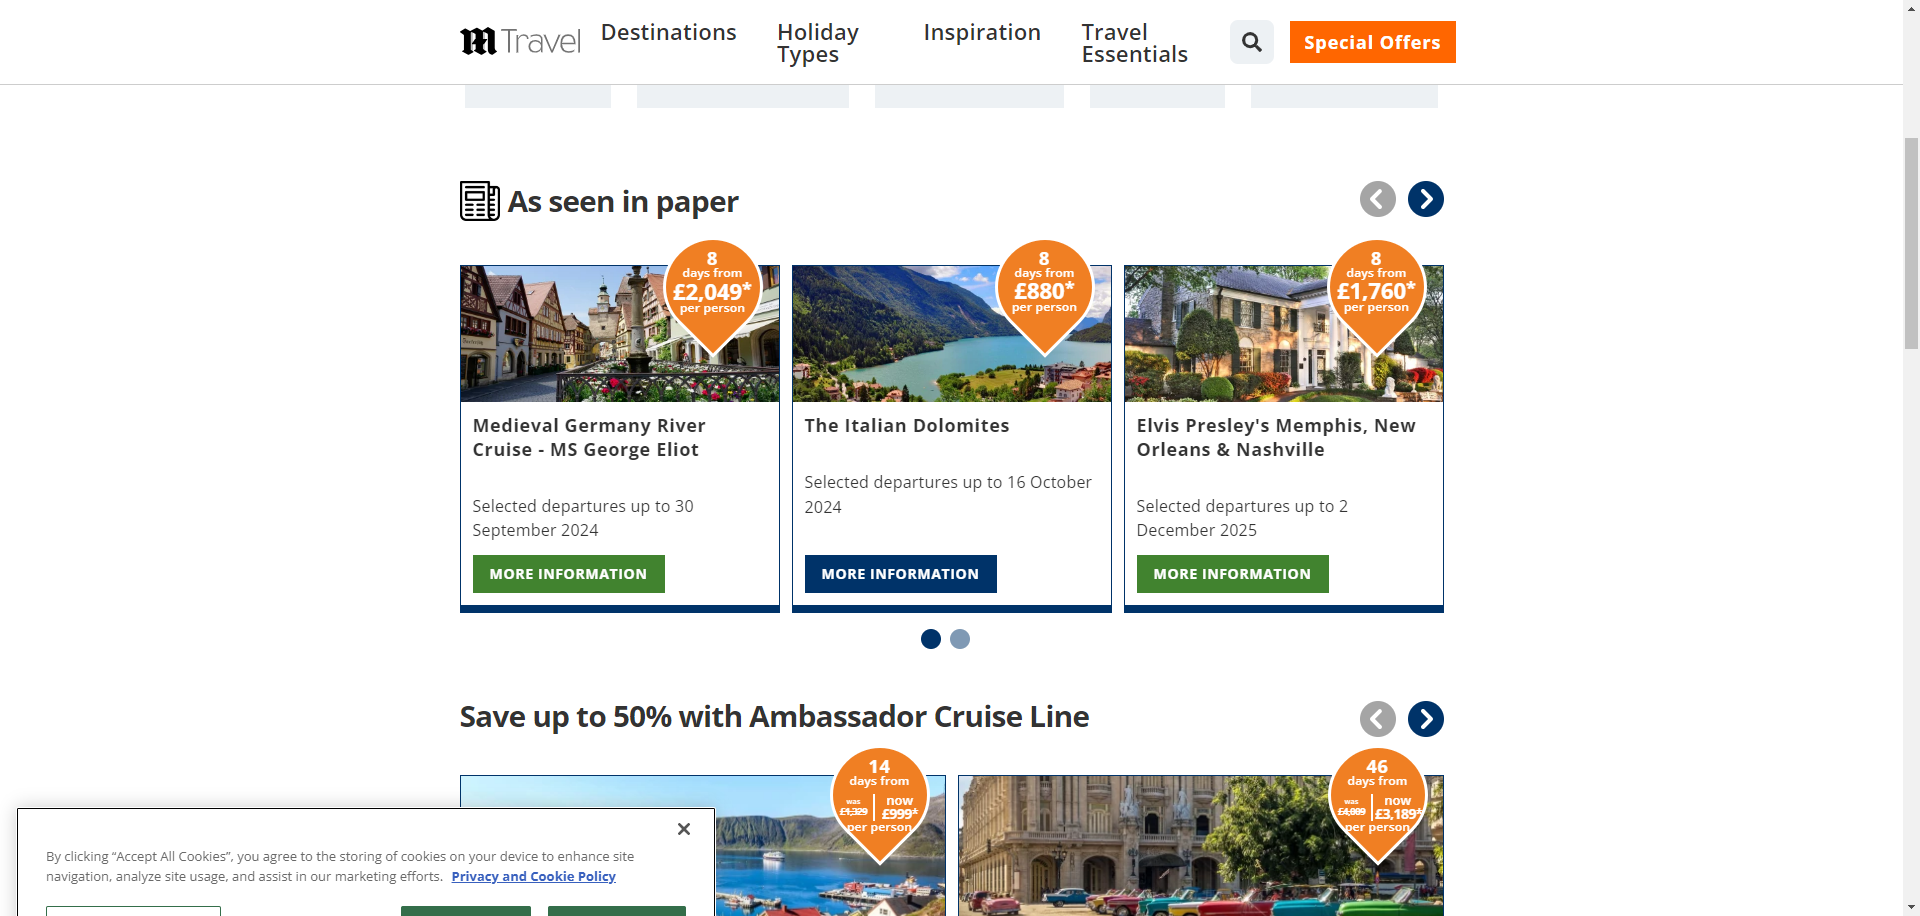 Travel
Destinations
Holiday
Types
Inspiration
Travel
Essentials
Special Offers
As seen in paper
8
days from
£2,049*
per person
8
days from
£880*
per person
8
days from
£1,760*
per person
Medieval Germany River
Cruise - MS George Eliot
Selected departures up to 30
September 2024
MORE INFORMATION
The Italian Dolomites
Selected departures up to 16 October
2024
MORE INFORMATION
Elvis Presley's Memphis, New
Orleans & Nashville
Selected departures up to 2
December 2025
MORE INFORMATION
Save up to 50% with Ambassador Cruise Line
14
days from
was
£1,329
now
£999*
per person
46
days from
was
£4,089
now
£3,189*
per person
By clicking “Accept All Cookies”, you agree to the storing of cookies on your device to enhance site
navigation, analyze site usage, and assist in our marketing efforts. Privacy and Cookie Policy